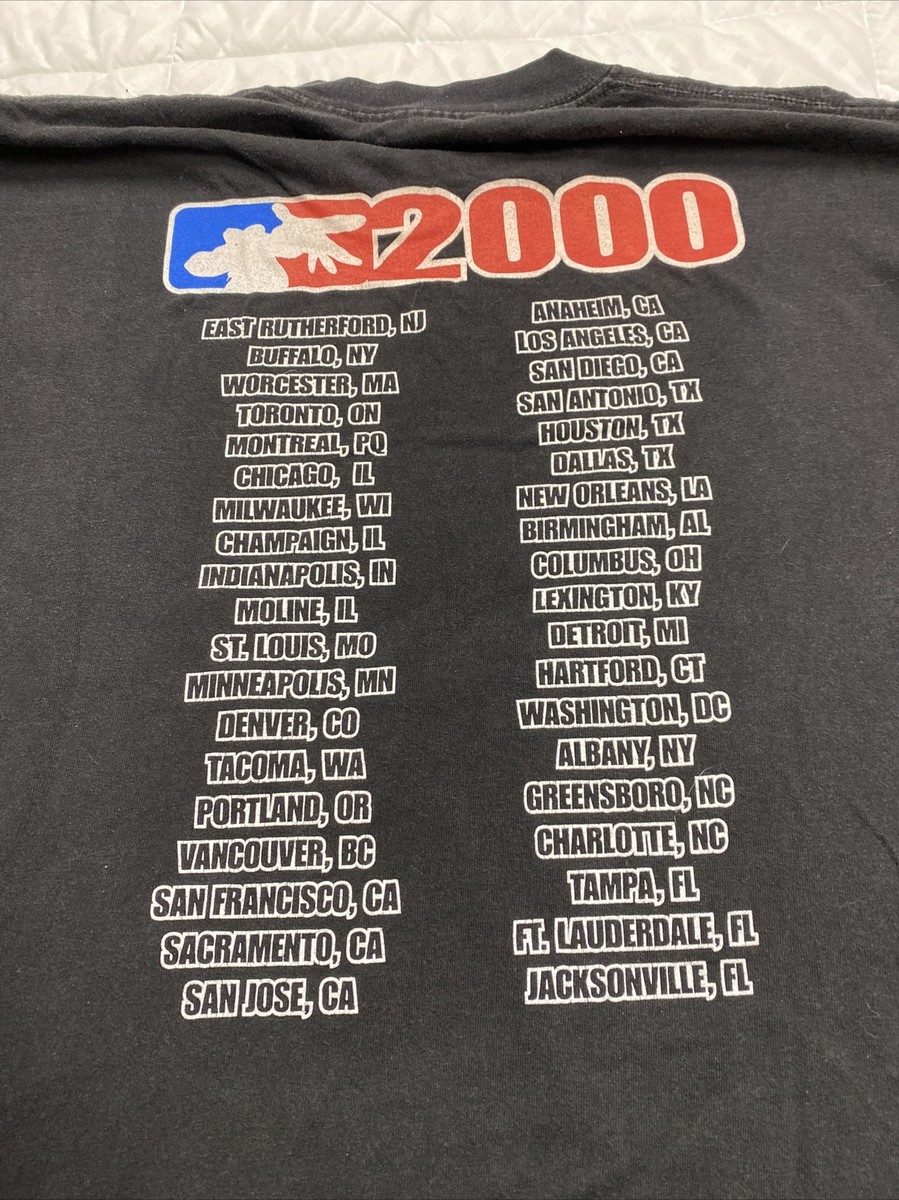 2000
EAST RUTHERFORD, NJ
BUFFALO, NY
WORCESTER, MA
TORONTO, ON
MONTREAL, PQ
CHICAGO, IL
MILWAUKEE, WI
CHAMPAIGN, IL
INDIANAPOLIS, IN
MOLINE, IL
ST. LOUIS, MO
MINNEAPOLIS, MN
DENVER, CO
TACOMA, WA
PORTLAND, OR
VANCOUVER, BC
SAN FRANCISCO, CA
SACRAMENTO, CA
SAN JOSE, CA
ANAHEIM, CA
LOS ANGELES, CA
SAN DIEGO, CA
SAN ANTONIO, TX
HOUSTON, TX
DALLAS, TX
NEW ORLEANS, LA
BIRMINGHAM, AL
COLUMBUS, OH
LEXINGTON, KY
DETROIT, MI
HARTFORD, CT
WASHINGTON, DC
ALBANY, NY
GREENSBORO, NC
CHARLOTTE, NC
TAMPA, FL
FT. LAUDERDALE, FL
JACKSONVILLE, FL